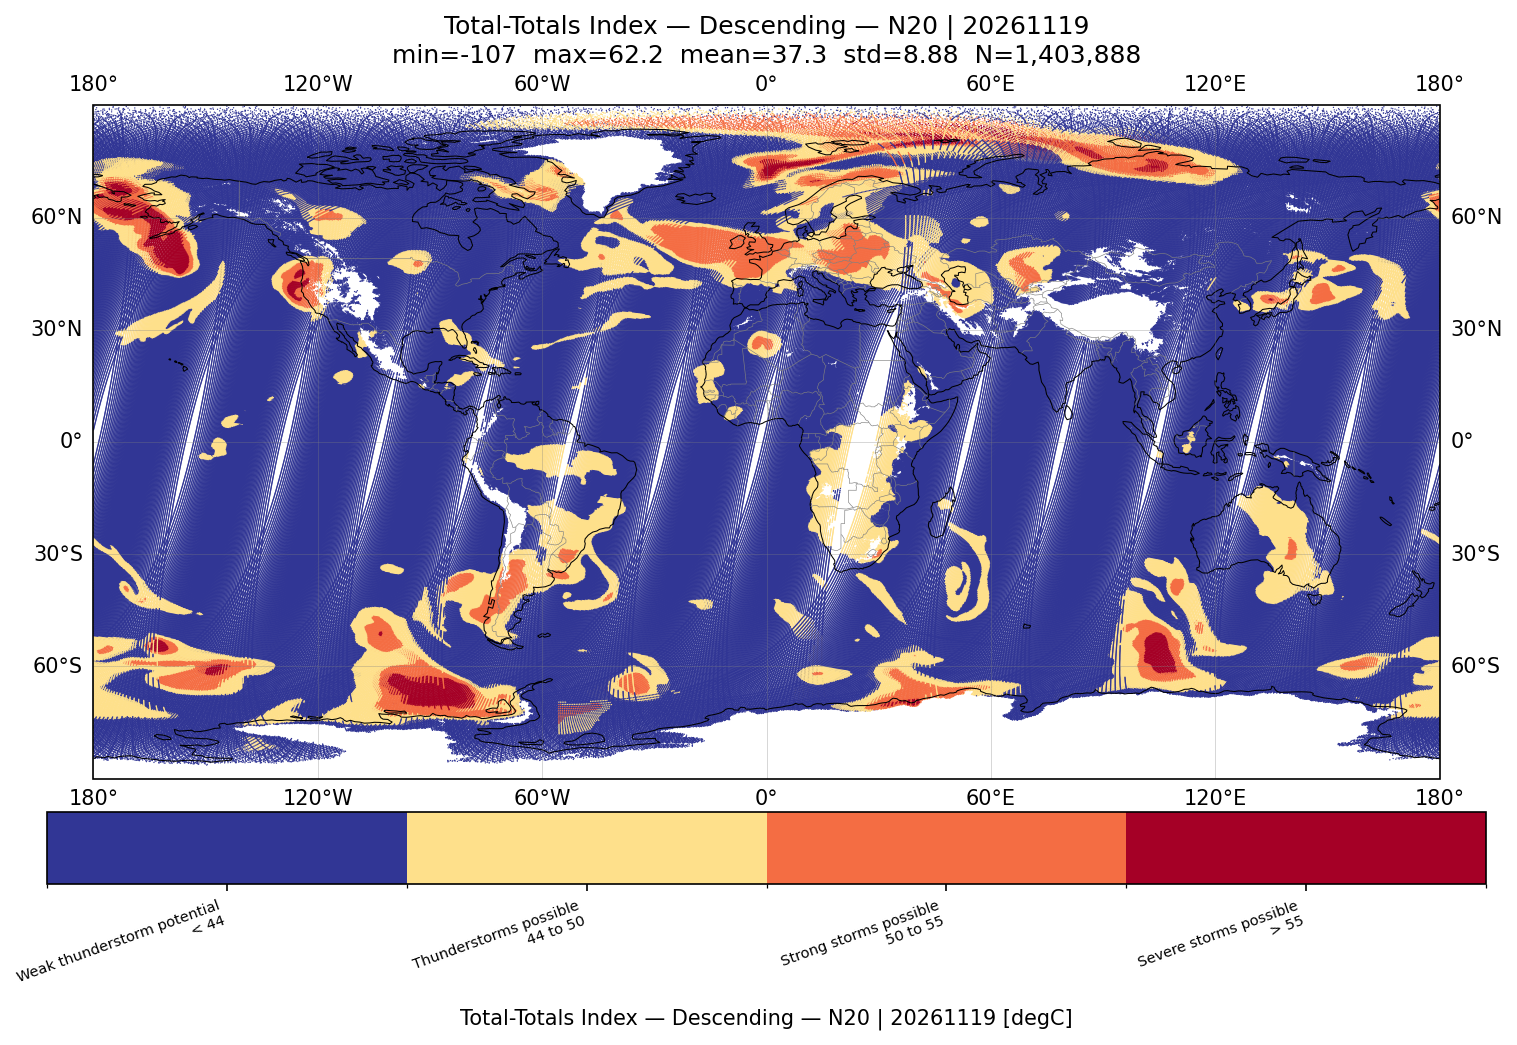 Total-Totals Index — Descending — N20 | 20261119
min=-107  max=62.2  mean=37.3  std=8.88  N=1,403,888
180° 120°W 60°W 0° 60°E 120°E 180°
60°N 60°N
30°N 30°N
0° 0°
30°S 30°S
60°S 60°S
180° 120°W 60°W 0° 60°E 120°E 180°
Weak thunderstorm potential
< 44
Thunderstorms possible
44 to 50
Strong storms possible
50 to 55
Severe storms possible
> 55
Total-Totals Index — Descending — N20 | 20261119 [degC]